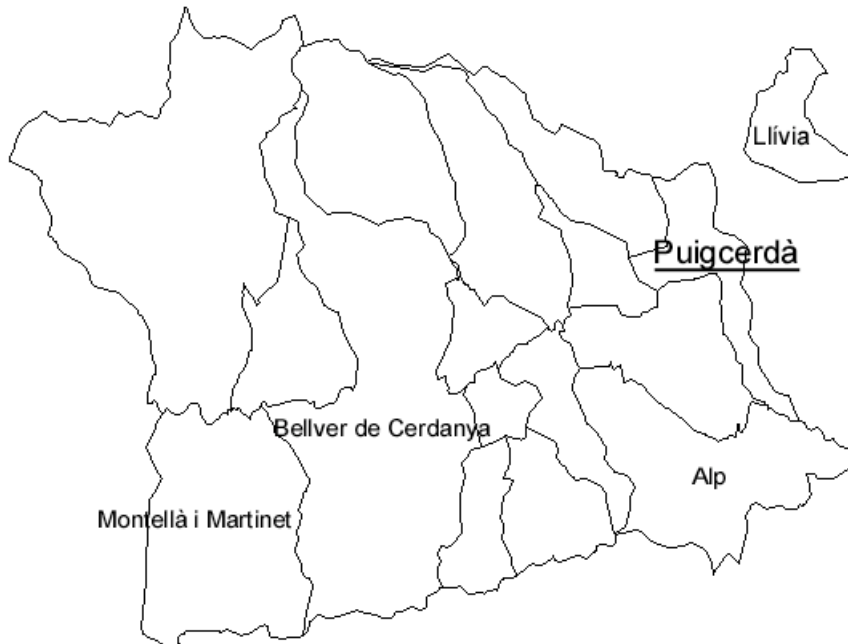 Llívia
Puigcerdà
Bellver de Cerdanya
Alp
Montellà i Martinet